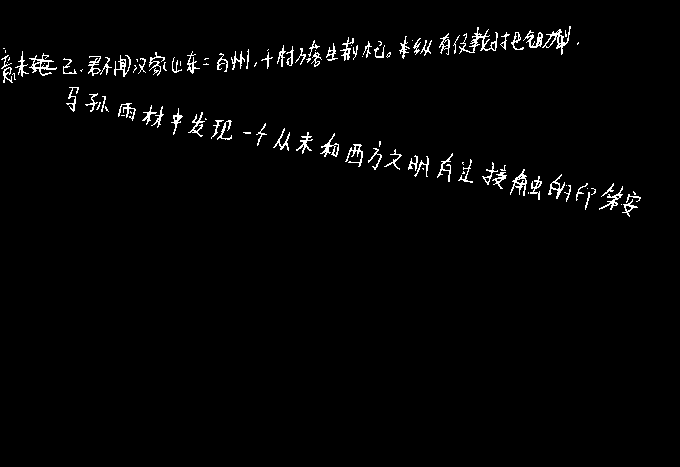 意未已。君不闻汉家山东二百州,千村万落生荆杞。纵有健把锄犁,
马孙雨林中发现一个从未和西方文明有过接触的印第安